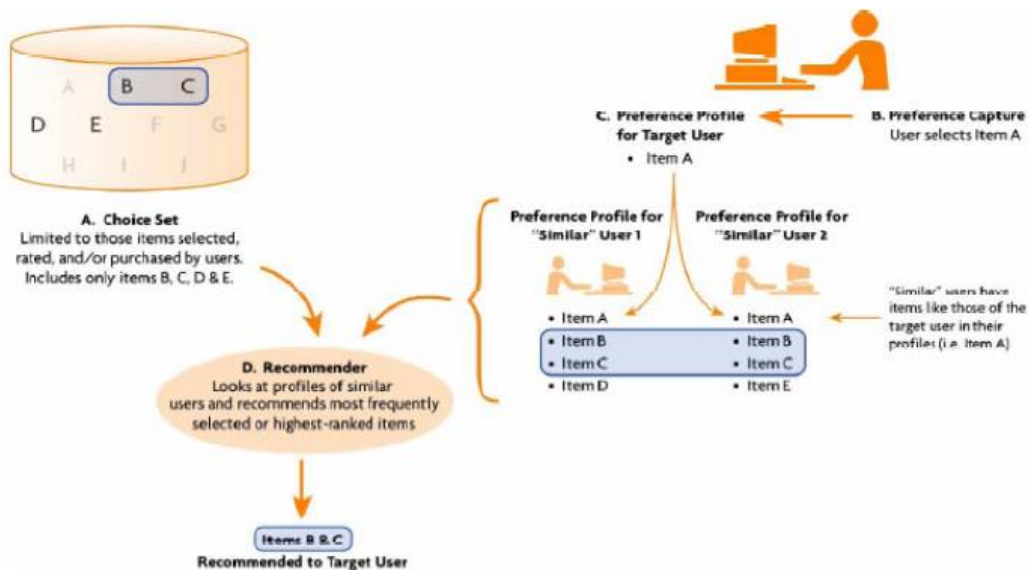 A B C
D E F G
H I J
A. Choice Set
Limited to those items selected,
rated, and/or purchased by users.
Includes only items B, C, D & E.
B. Preference Capture
User selects Item A
C. Preference Profile
for Target User
• Item A
Preference Profile for
"Similar" User 1
• Item A
• Item B
• Item C
• Item D
Preference Profile for
"Similar" User 2
• Item A
• Item B
• Item C
• Item E
"Similar" users have
items like those of the
target user in their
profiles (i.e. Item A)
D. Recommender
Looks at profiles of similar
users and recommends most frequently
selected or highest-ranked items
Items B & C
Recommended to Target User